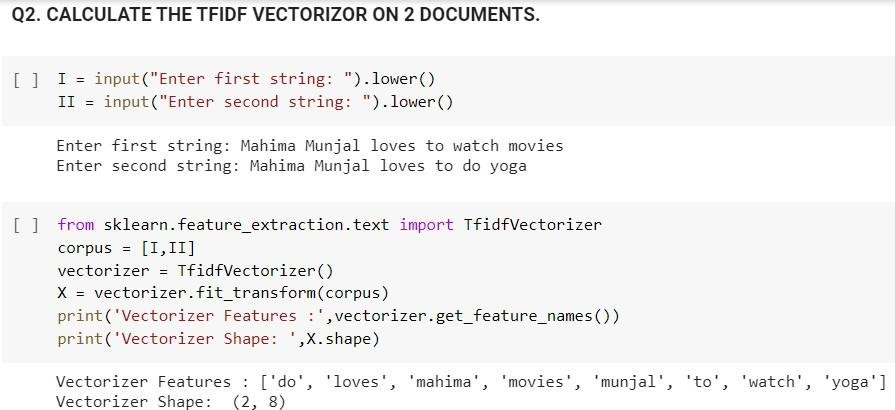 Q2. CALCULATE THE TFIDF VECTORIZOR ON 2 DOCUMENTS.
[ ] I = input("Enter first string: ").lower()
II = input("Enter second string: ").lower()
Enter first string: Mahima Munjal loves to watch movies
Enter second string: Mahima Munjal loves to do yoga
[ ] from sklearn.feature_extraction.text import TfidfVectorizer
corpus = [I,II]
vectorizer = TfidfVectorizer()
X = vectorizer.fit_transform(corpus)
print('Vectorizer Features :',vectorizer.get_feature_names())
print('Vectorizer Shape: ',X.shape)
Vectorizer Features : ['do', 'loves', 'mahima', 'movies', 'munjal', 'to', 'watch', 'yoga']
Vectorizer Shape:  (2, 8)